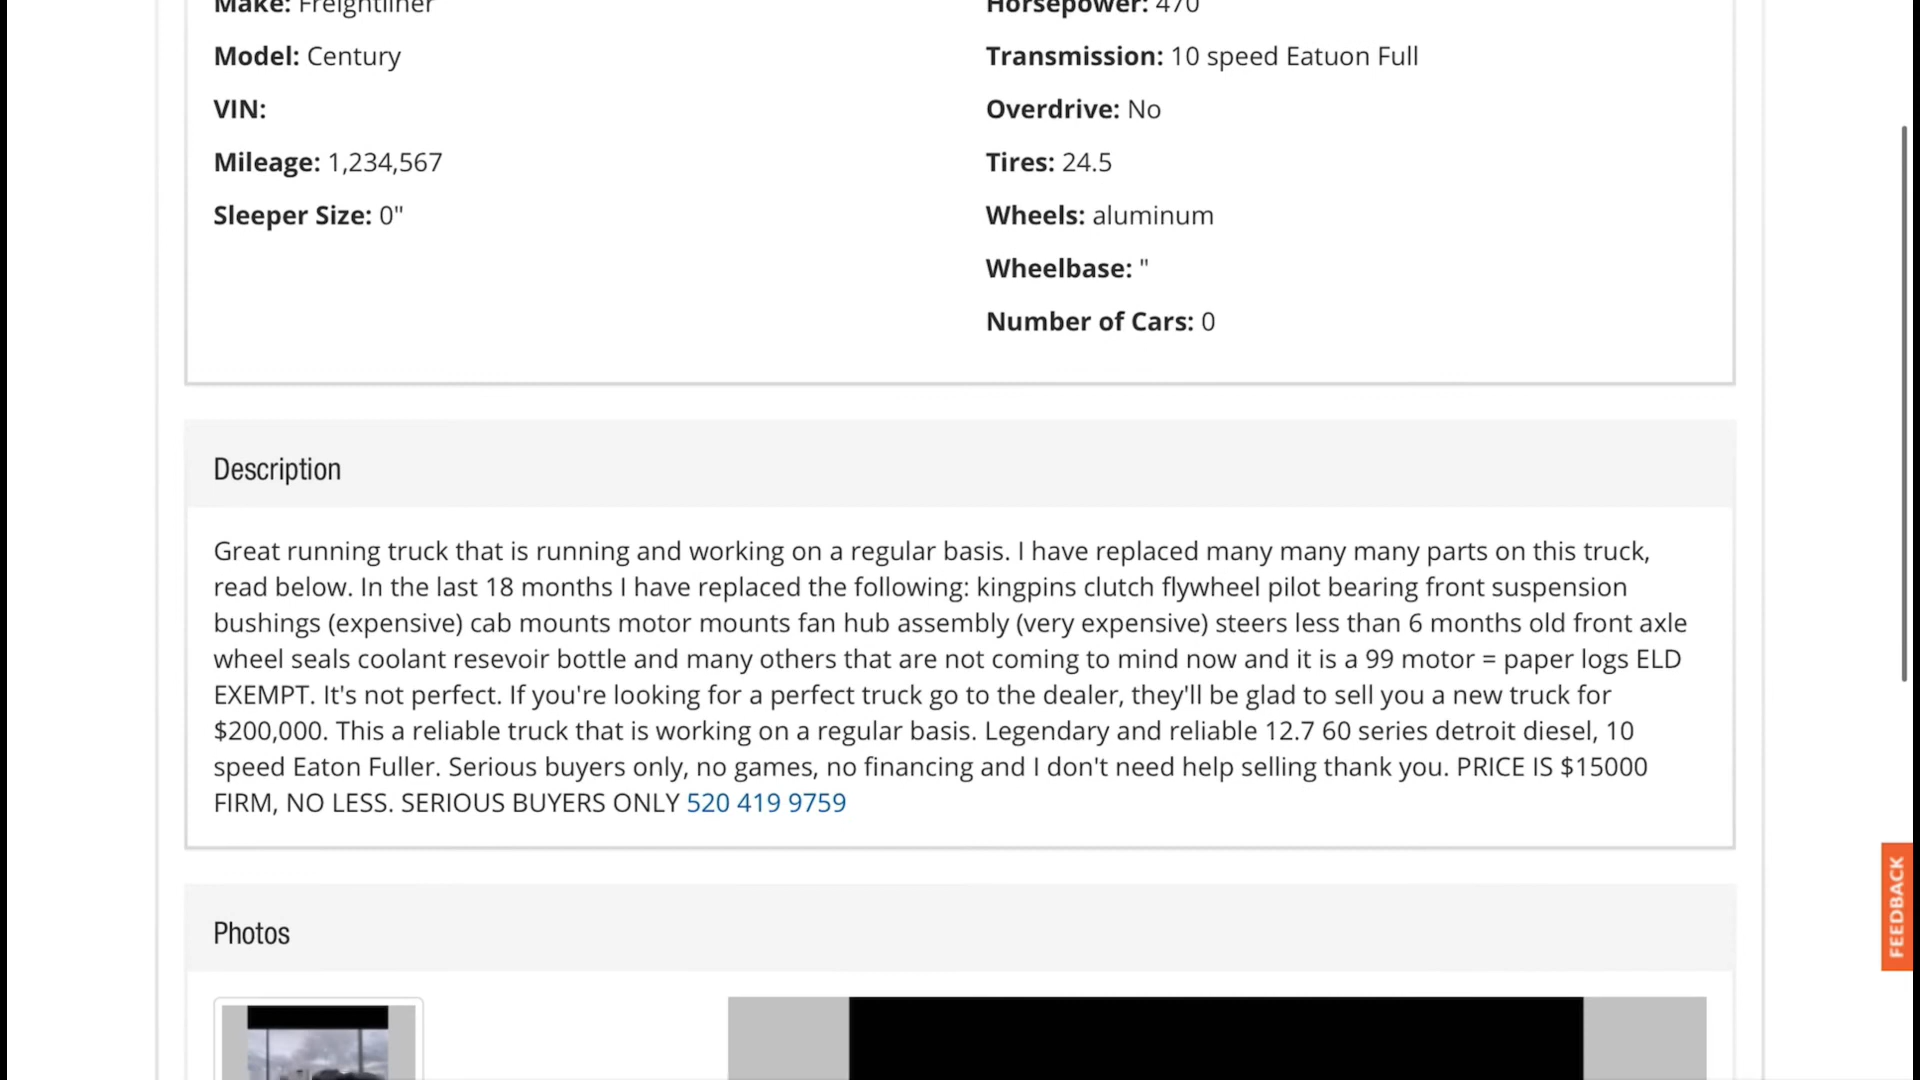 Make: Freightliner
Model: Century
VIN:
Mileage: 1,234,567
Sleeper Size: 0"
Horsepower: 470
Transmission: 10 speed Eatuon Full
Overdrive: No
Tires: 24.5
Wheels: aluminum
Wheelbase: "
Number of Cars: 0
Description
Great running truck that is running and working on a regular basis. I have replaced many many many parts on this truck,
read below. In the last 18 months I have replaced the following: kingpins clutch flywheel pilot bearing front suspension
bushings (expensive) cab mounts motor mounts fan hub assembly (very expensive) steers less than 6 months old front axle
wheel seals coolant resevoir bottle and many others that are not coming to mind now and it is a 99 motor = paper logs ELD
EXEMPT. It's not perfect. If you're looking for a perfect truck go to the dealer, they'll be glad to sell you a new truck for
$200,000. This a reliable truck that is working on a regular basis. Legendary and reliable 12.7 60 series detroit diesel, 10
speed Eaton Fuller. Serious buyers only, no games, no financing and I don't need help selling thank you. PRICE IS $15000
FIRM, NO LESS. SERIOUS BUYERS ONLY 520 419 9759
Photos
FEEDBACK